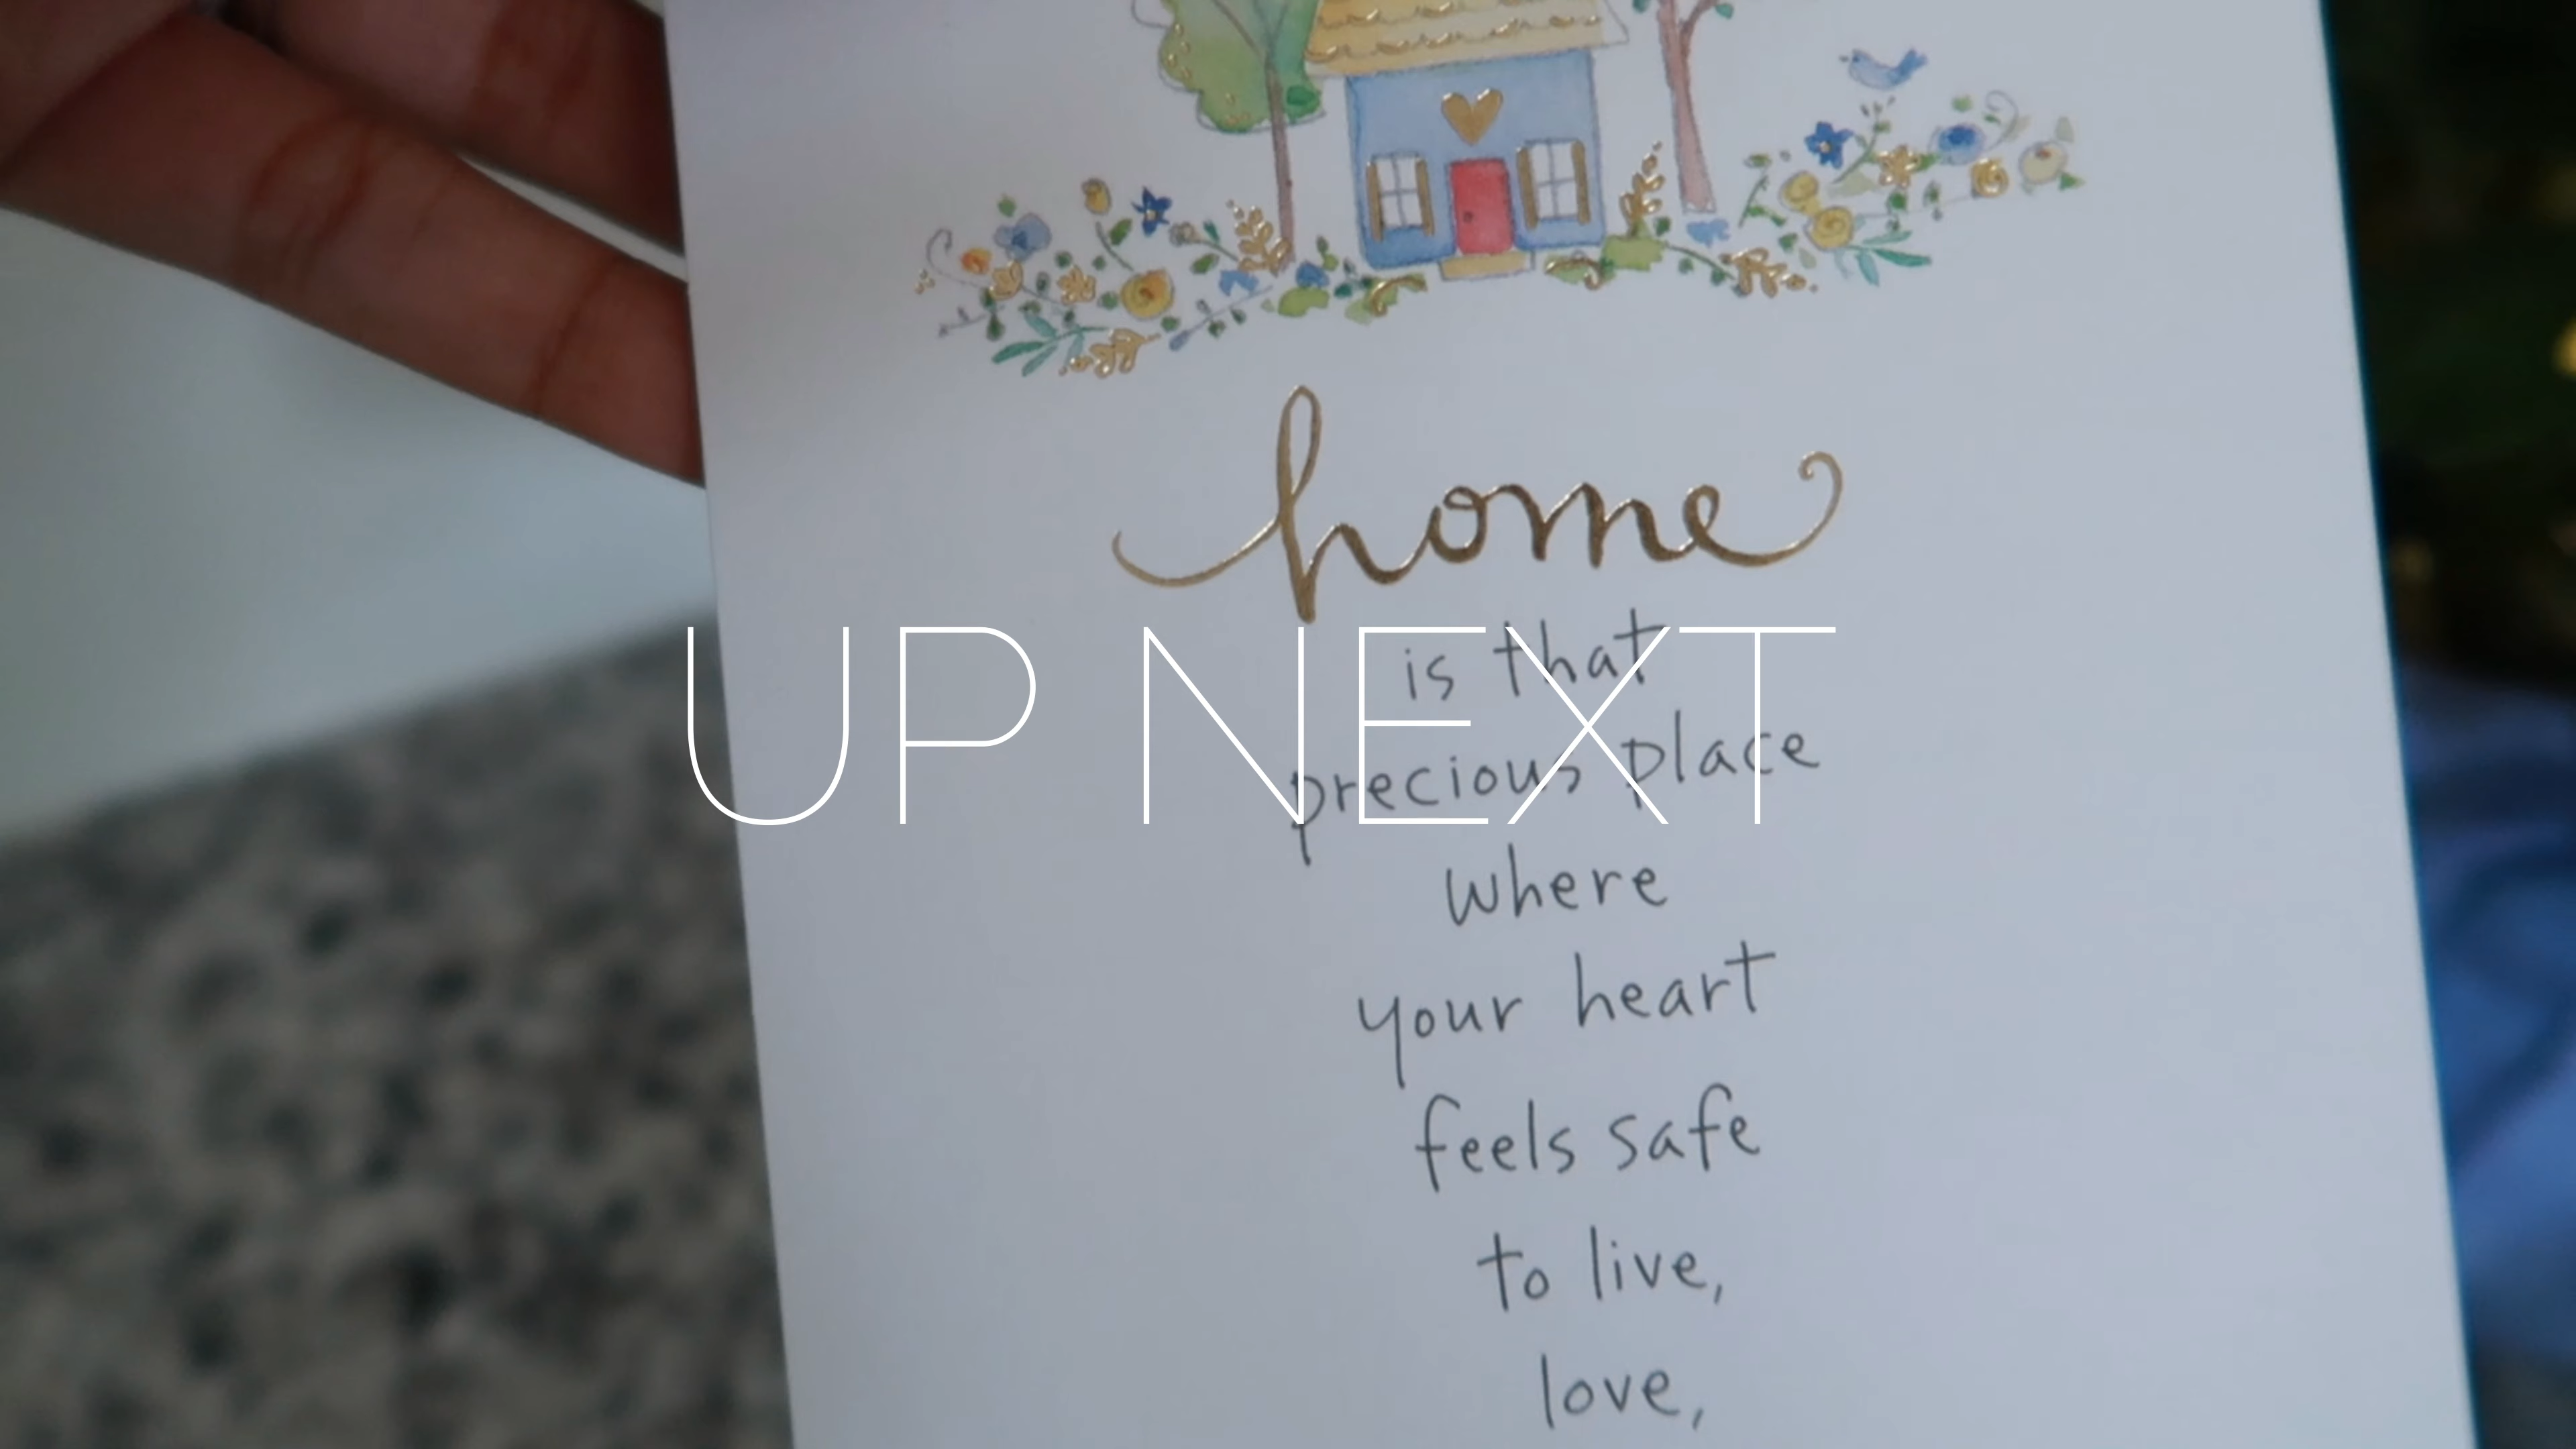 home
UP NEXT
is that
precious place
where
your heart
feels safe
to live,
love,